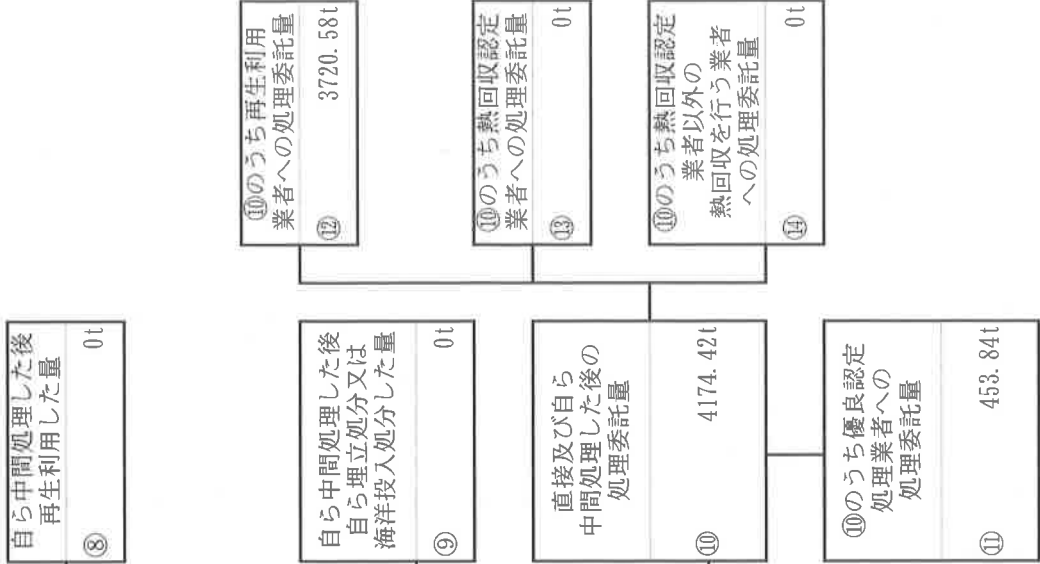 自ら中間処理した後
再生利用した量
⑧
0t
自ら中間処理した後
自ら埋立処分又は
海洋投入処分した量
⑨
0t
直接及び自ら
中間処理した後の
処理委託量
⑩
4174.42t
⑩のうち優良認定
処理業者への
処理委託量
⑪
453.84t
⑩のうち再生利用
業者への処理委託量
⑫
3720.58t
⑩のうち熱回収認定
業者への処理委託量
⑬
0t
⑩のうち熱回収認定
業者以外の
熱回収を行う業者
への処理委託量
⑭
0t